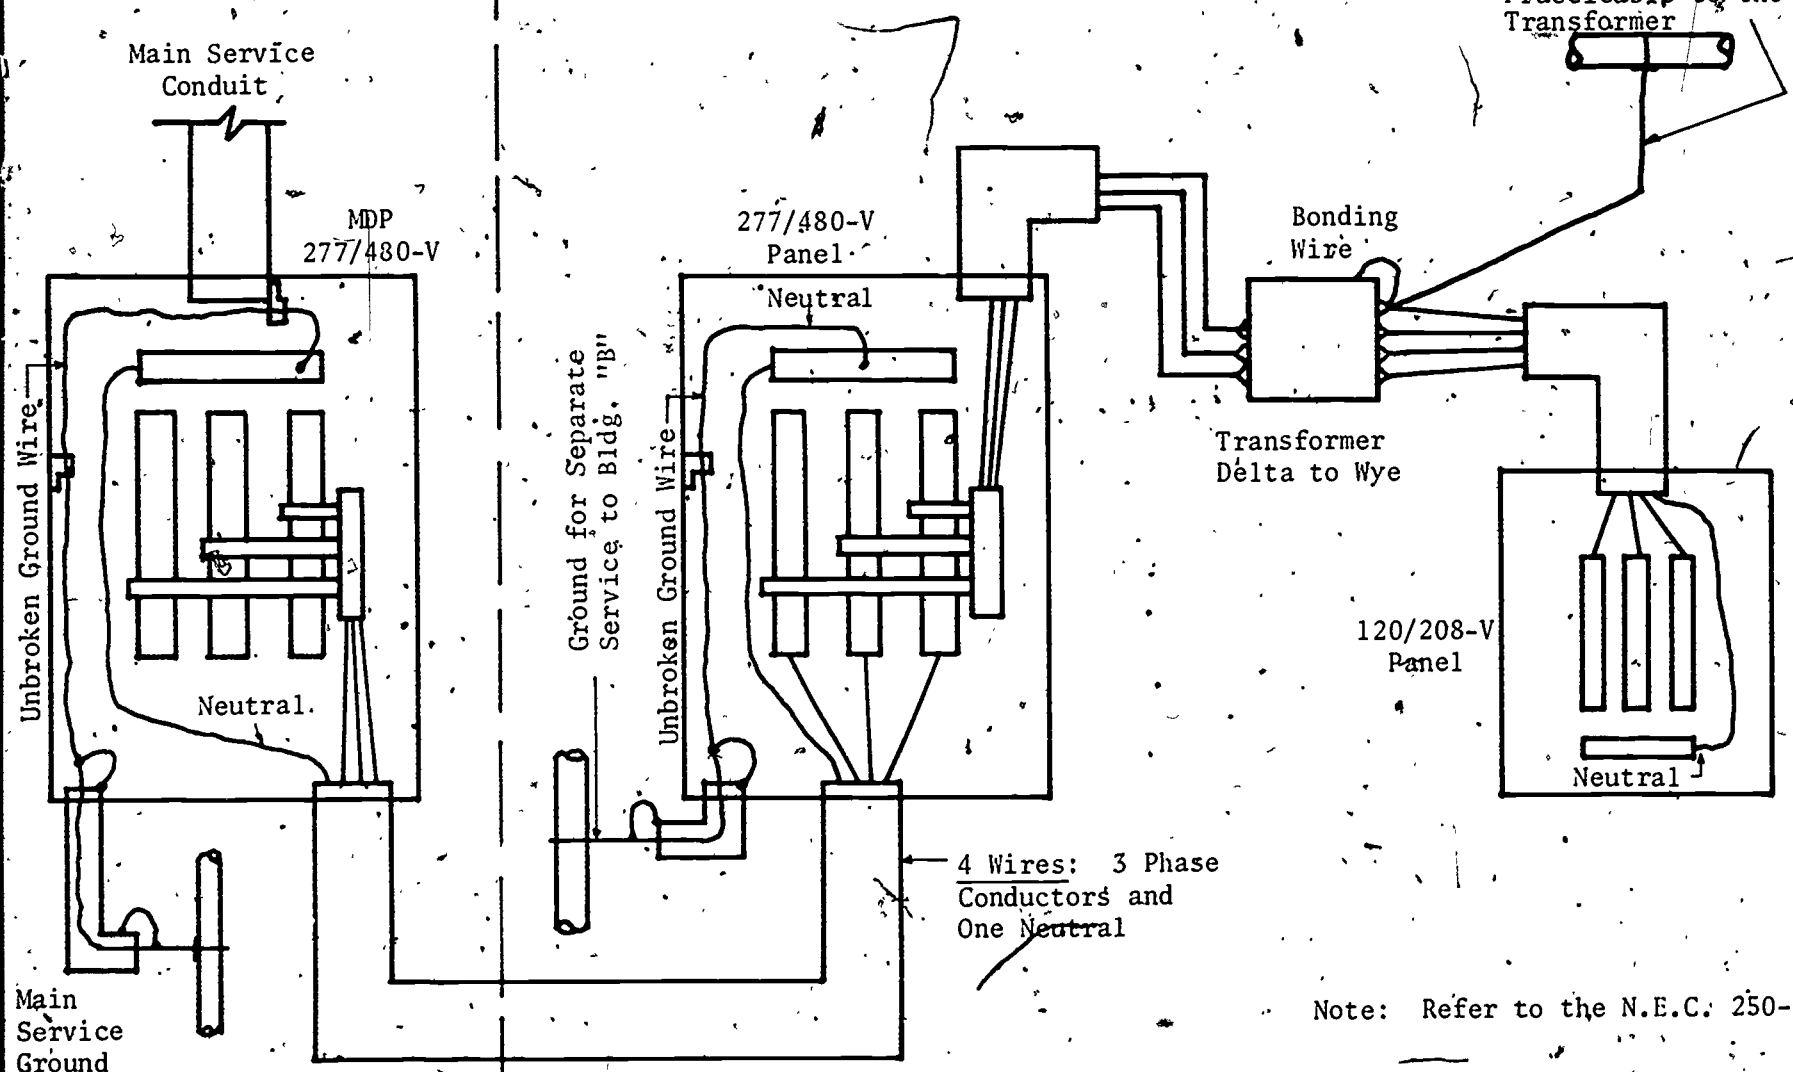 Transformer
Main Service
Conduit
MDP
277/480-V
277/480-V
Panel
Neutral
Bonding
Wire
Unbroken Ground Wire
Ground for Separate
Service to Bldg. "B"
Unbroken Ground Wire
Transformer
Delta to Wye
120/208-V
Panel
Neutral
Neutral
4 Wires: 3 Phase
Conductors and
One Neutral
Main
Service
Ground
Note: Refer to the N.E.C. 250-